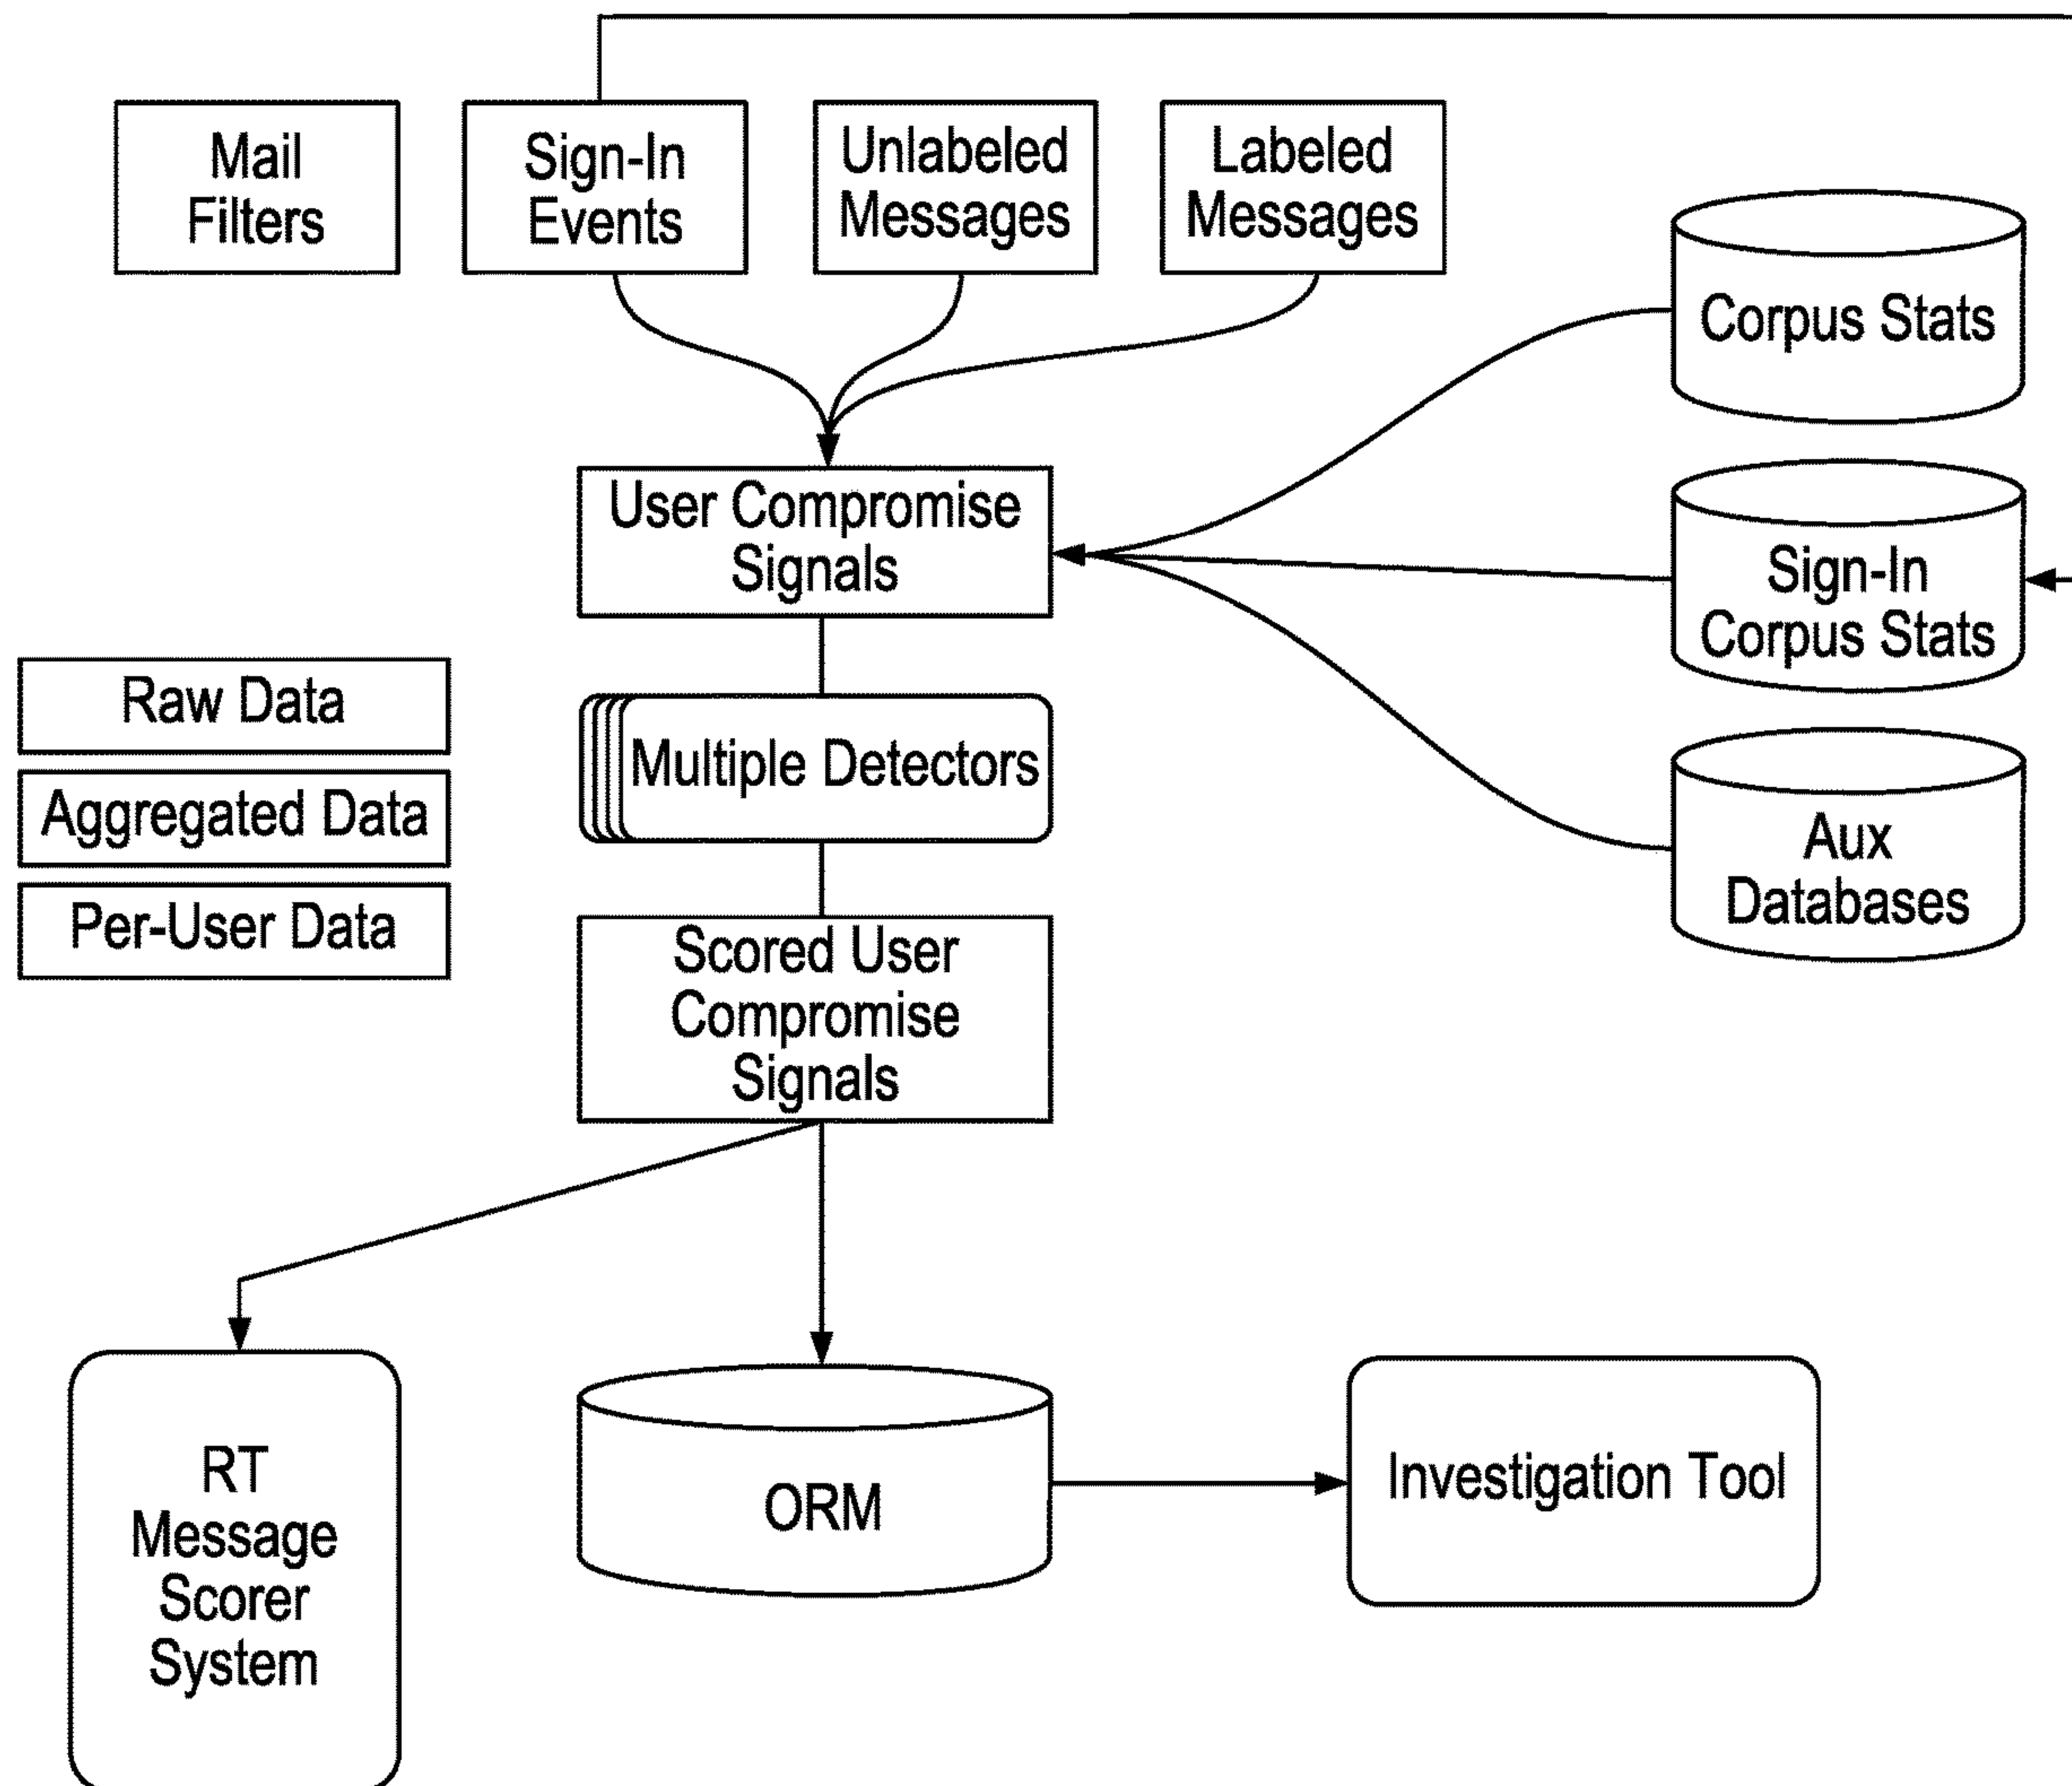 Mail
Filters
Sign-In
Events
Unlabeled
Messages
Labeled
Messages
Corpus Stats
User Compromise
Signals
Sign-In
Corpus Stats
Raw Data
Aggregated Data
Per-User Data
Multiple Detectors
Aux
Databases
Scored User
Compromise
Signals
RT
Message
Scorer
System
ORM
Investigation Tool